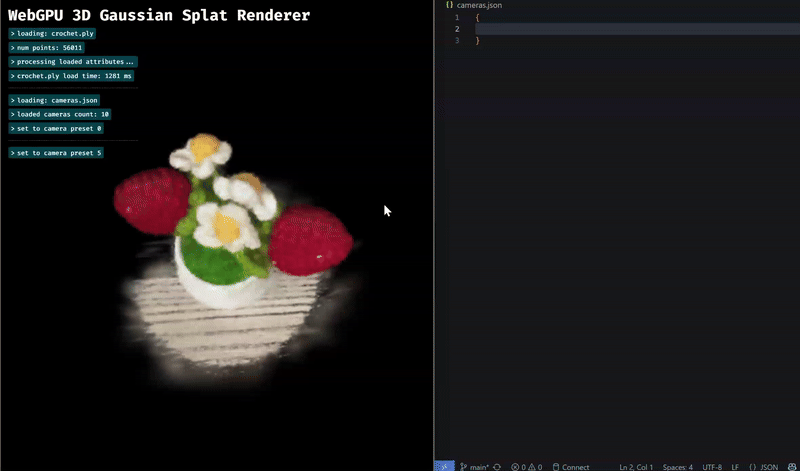 WebGPU 3D Gaussian Splat Renderer
> loading: crochet.ply
> num points: 56011
> processing loaded attributes...
> crochet.ply load time: 1281 ms
> loading: cameras.json
> loaded cameras count: 10
> set to camera preset 0
> set to camera preset 5
{} cameras.json
1 {
2
3 }
main* 0 0 Connect Ln 2, Col 1 Spaces: 4 UTF-8 LF {} JSON